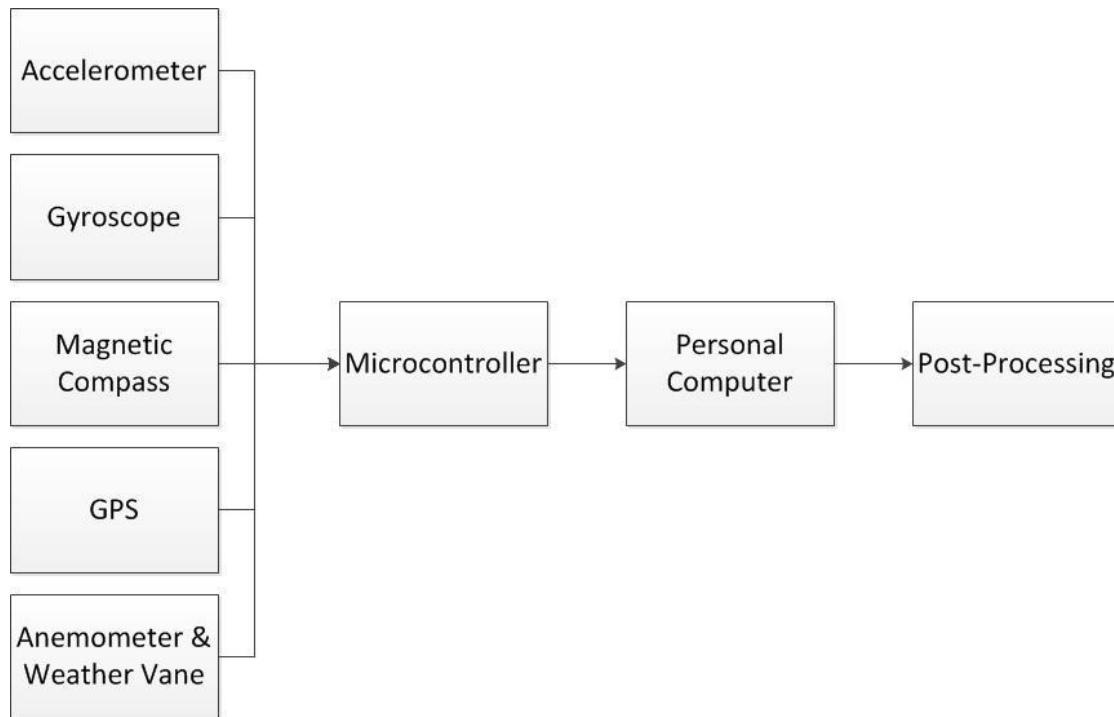 Accelerometer
Gyroscope
Magnetic
Compass
GPS
Anemometer &
Weather Vane
Microcontroller
Personal
Computer
Post-Processing